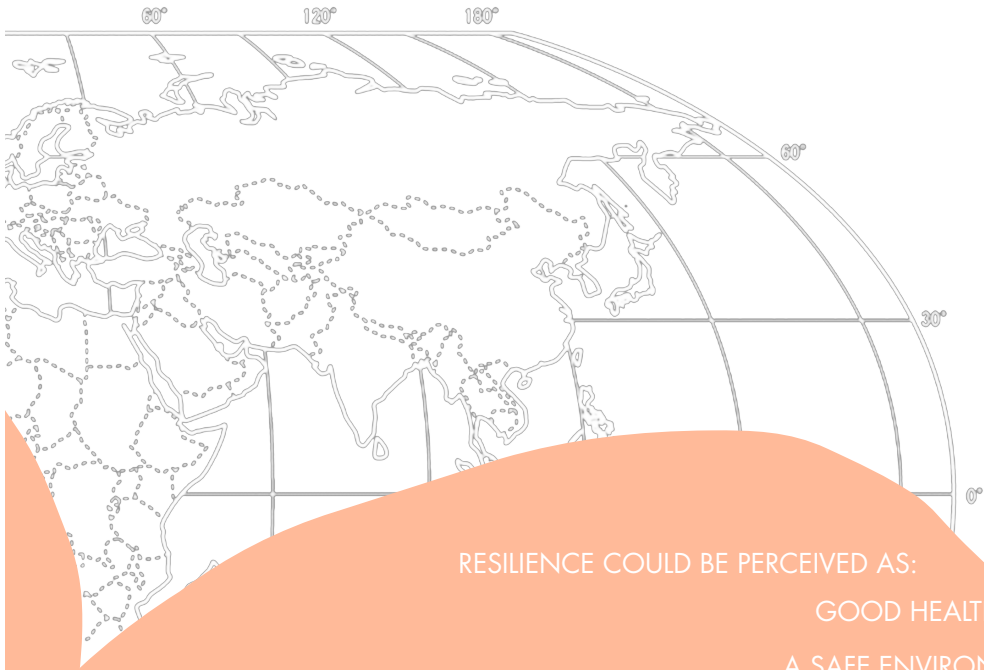 60° 120° 180°
60°
30°
0°
RESILIENCE COULD BE PERCEIVED AS:
GOOD HEALT
A SAFE ENVIRON